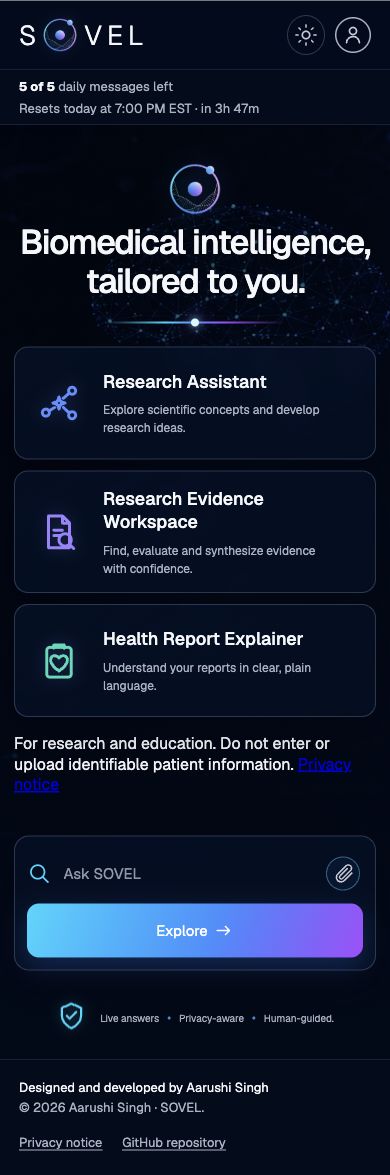 SOVEL
5 of 5 daily messages left
Resets today at 7:00 PM EST · in 3h 47m
Biomedical intelligence,
tailored to you.
Research Assistant
Explore scientific concepts and develop
research ideas.
Research Evidence
Workspace
Find, evaluate and synthesize evidence
with confidence.
Health Report Explainer
Understand your reports in clear, plain
language.
For research and education. Do not enter or
upload identifiable patient information. Privacy
notice
Ask SOVEL
Explore →
Live answers • Privacy-aware • Human-guided.
Designed and developed by Aarushi Singh
© 2026 Aarushi Singh · SOVEL.
Privacy notice GitHub repository